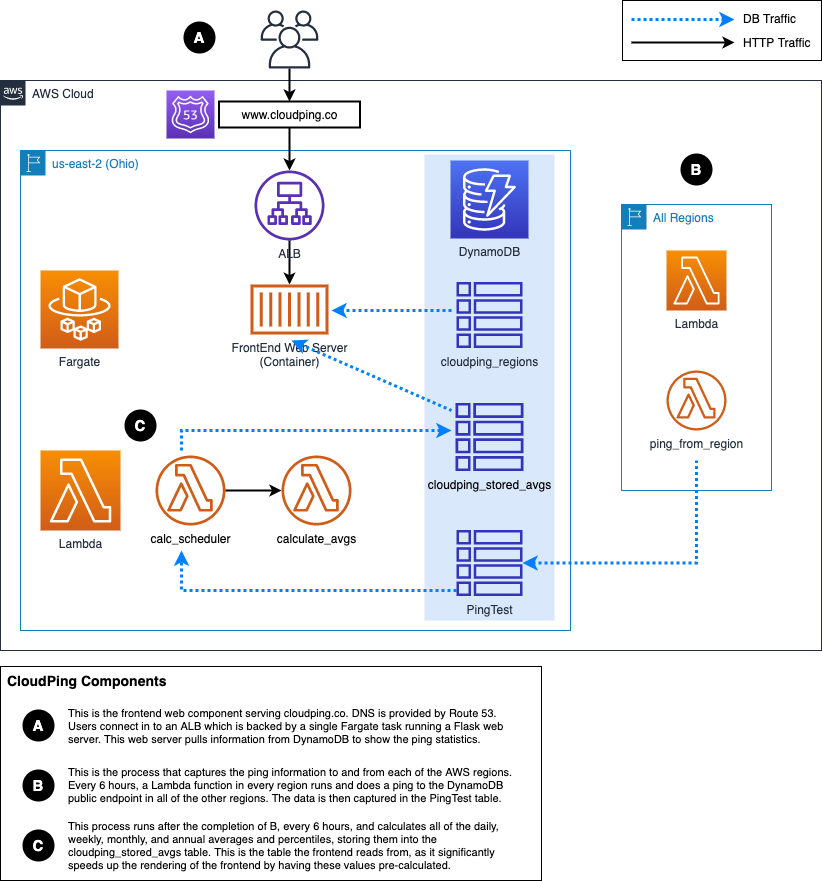 A
DB Traffic
HTTP Traffic
aws
AWS Cloud
53
www.cloudping.co
us-east-2 (Ohio)
B
All Regions
ALB
DynamoDB
Lambda
FrontEnd Web Server
(Container)
Fargate
cloudping_regions
C
ping_from_region
cloudping_stored_avgs
Lambda
calc_scheduler
calculate_avgs
PingTest
CloudPing Components
A
This is the frontend web component serving cloudping.co. DNS is provided by Route 53.
Users connect in to an ALB which is backed by a single Fargate task running a Flask web
server. This web server pulls information from DynamoDB to show the ping statistics.
B
This is the process that captures the ping information to and from each of the AWS regions.
Every 6 hours, a Lambda function in every region runs and does a ping to the DynamoDB
public endpoint in all of the other regions. The data is then captured in the PingTest table.
C
This process runs after the completion of B, every 6 hours, and calculates all of the daily,
weekly, monthly, and annual averages and percentiles, storing them into the
cloudping_stored_avgs table. This is the table the frontend reads from, as it significantly
speeds up the rendering of the frontend by having these values pre-calculated.